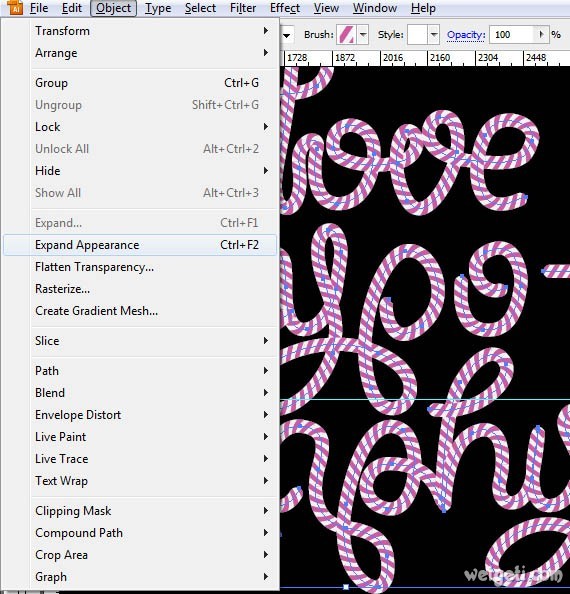 Ai File Edit Object Type Select Filter Effect View Window Help
Brush: Style: Opacity: 100 %
1728 1872 2016 2160 2304 2448
Transform
Arrange
Group Ctrl+G
Ungroup Shift+Ctrl+G
Lock
Unlock All Alt+Ctrl+2
Hide
Show All Alt+Ctrl+3
Expand... Ctrl+F1
Expand Appearance Ctrl+F2
Flatten Transparency...
Rasterize...
Create Gradient Mesh...
Slice
Path
Blend
Envelope Distort
Live Paint
Live Trace
Text Wrap
Clipping Mask
Compound Path
Crop Area
Graph